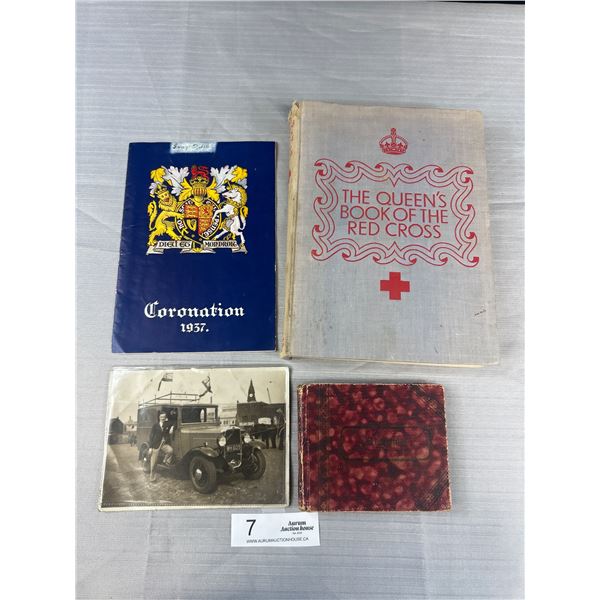 DIEU ET MON DROIT
Coronation
1937.
THE QUEEN'S
BOOK OF THE
RED CROSS
7
Aurum
Auction house
WWW.AURUMAUCTIONHOUSE.CA